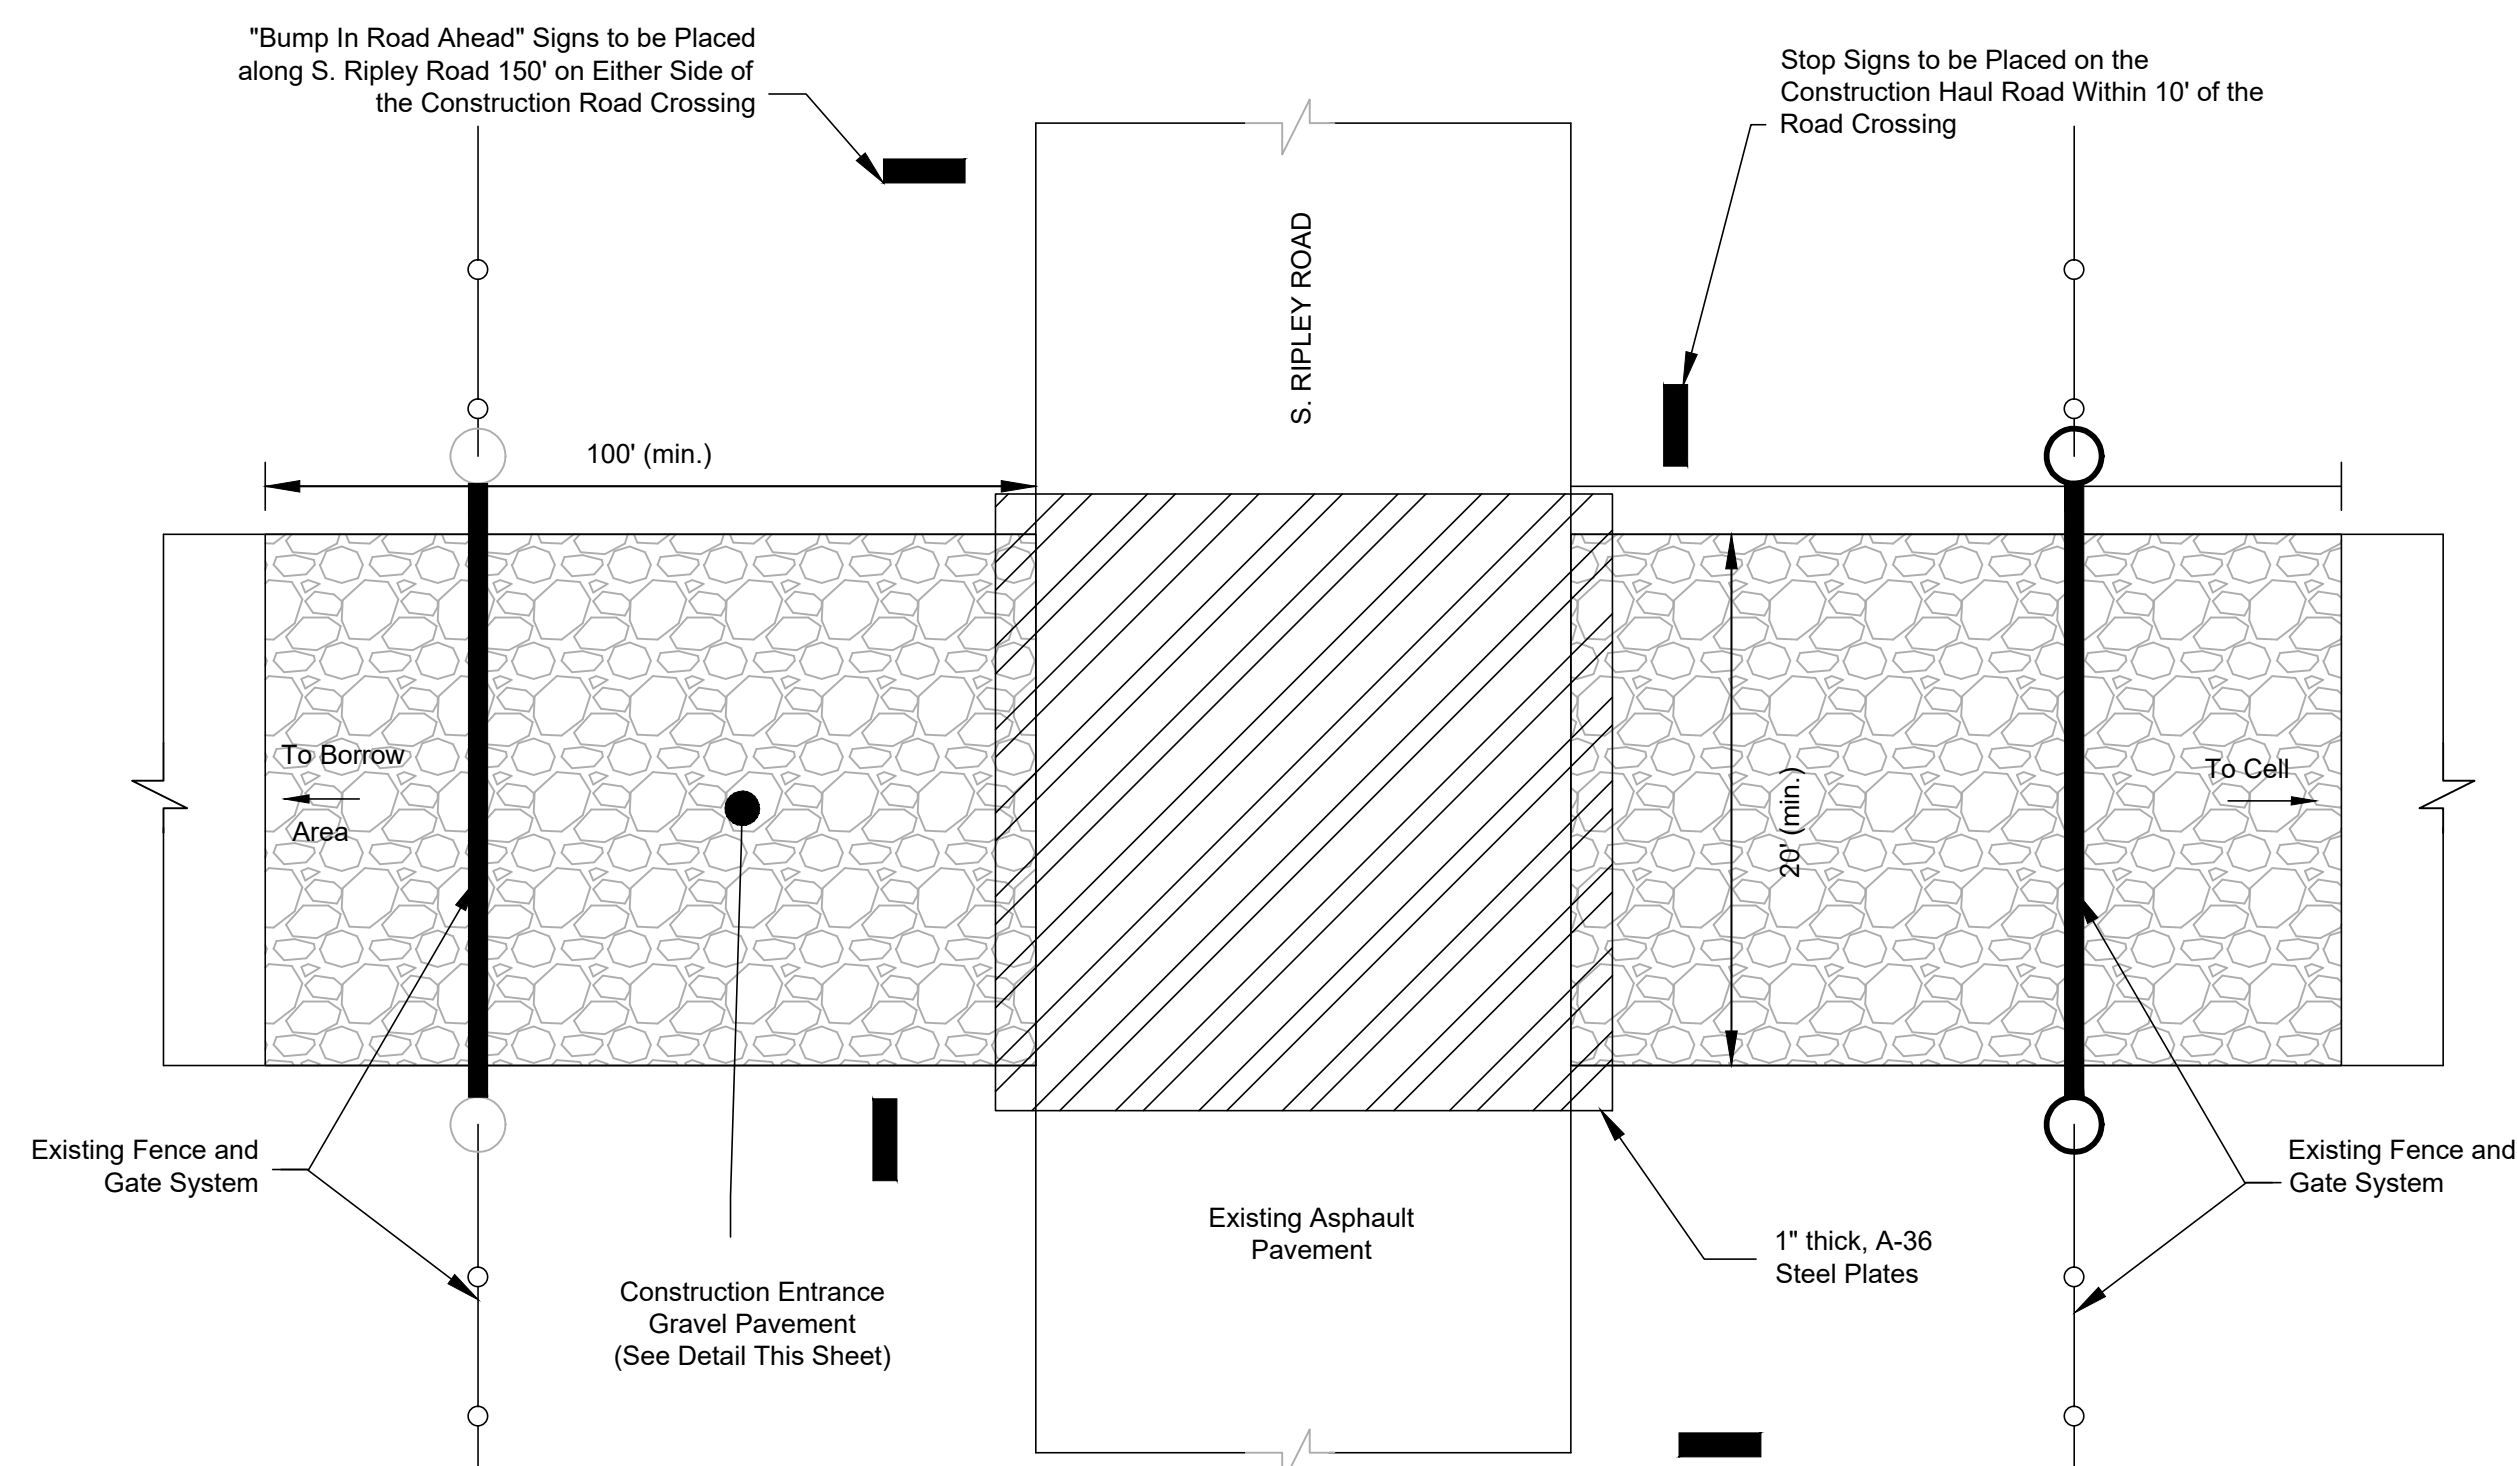 "Bump In Road Ahead" Signs to be Placed
along S. Ripley Road 150' on Either Side of
the Construction Road Crossing
Stop Signs to be Placed on the
Construction Haul Road Within 10' of the
Road Crossing
S. RIPLEY ROAD
100' (min.)
To Borrow
Area
20' (min.)
To Cell
Existing Fence and
Gate System
Existing Fence and
Gate System
Existing Asphault
Pavement
1" thick, A-36
Steel Plates
Construction Entrance
Gravel Pavement
(See Detail This Sheet)